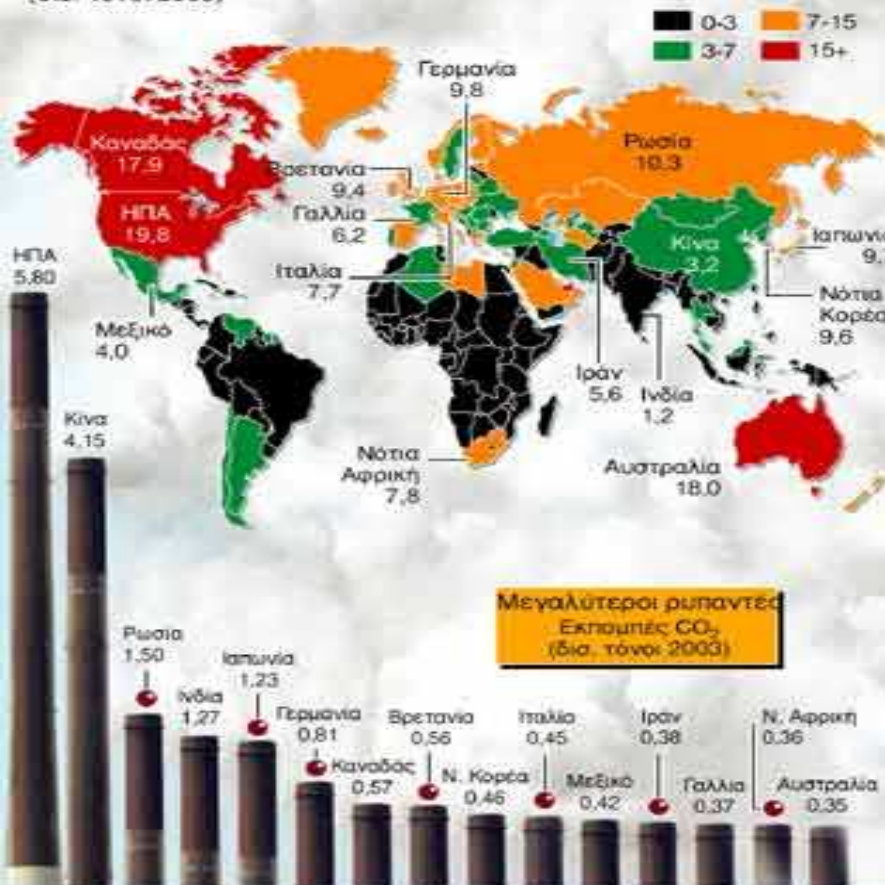 0-3
7-15
3-7
15+
Γερμανία
9,8
Καναδάς
17,9
Ρωσία
10,3
Βρετανία
9,4
ΗΠΑ
19,8
Γαλλία
6,2
Κίνα
3,2
Ιταλία
7,7
Νότια
Κορέα
9,6
Μεξικό
4,0
Ιράν
5,6
Ινδία
1,2
Νότια
Αφρική
7,8
Αυστραλία
18,0
ΗΠΑ
5,80
Κίνα
4,15
Μεγαλύτεροι ρυπαντές
Εκπομπές CO₂
(δισ. τόνοι 2003)
Ρωσία
1,50
Ινδία
1,27
Ιαπωνία
1,23
Γερμανία
0,81
Καναδάς
0,57
Βρετανία
0,56
Ν. Κορέα
0,46
Ιταλία
0,45
Μεξικό
0,42
Ιράν
0,38
Γαλλία
0,37
Ν. Αφρική
0,36
Αυστραλία
0,35